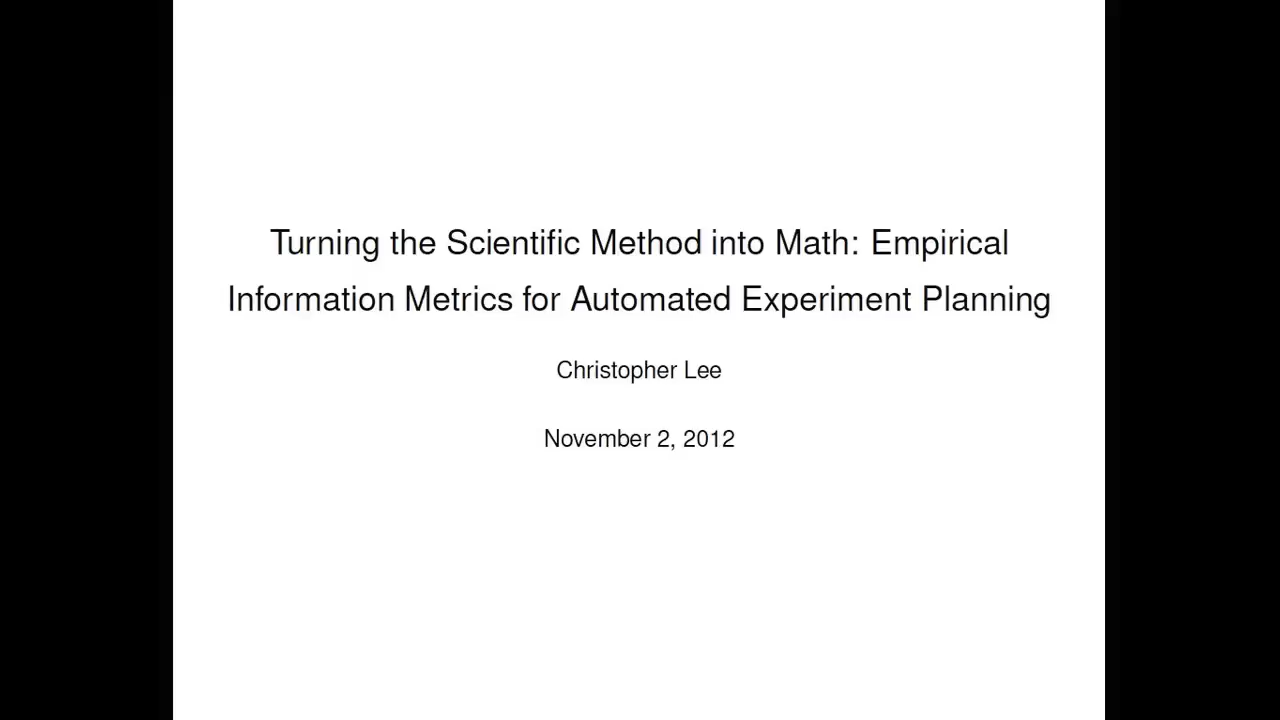 Turning the Scientific Method into Math: Empirical
Information Metrics for Automated Experiment Planning
Christopher Lee
November 2, 2012